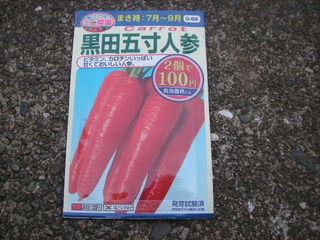 まき時:7月～9月
G-86
Carrot
黒田五寸人参
ビタミン、カロチンいっぱい
甘くておいしい人参。
2個で
100円
発芽試験済